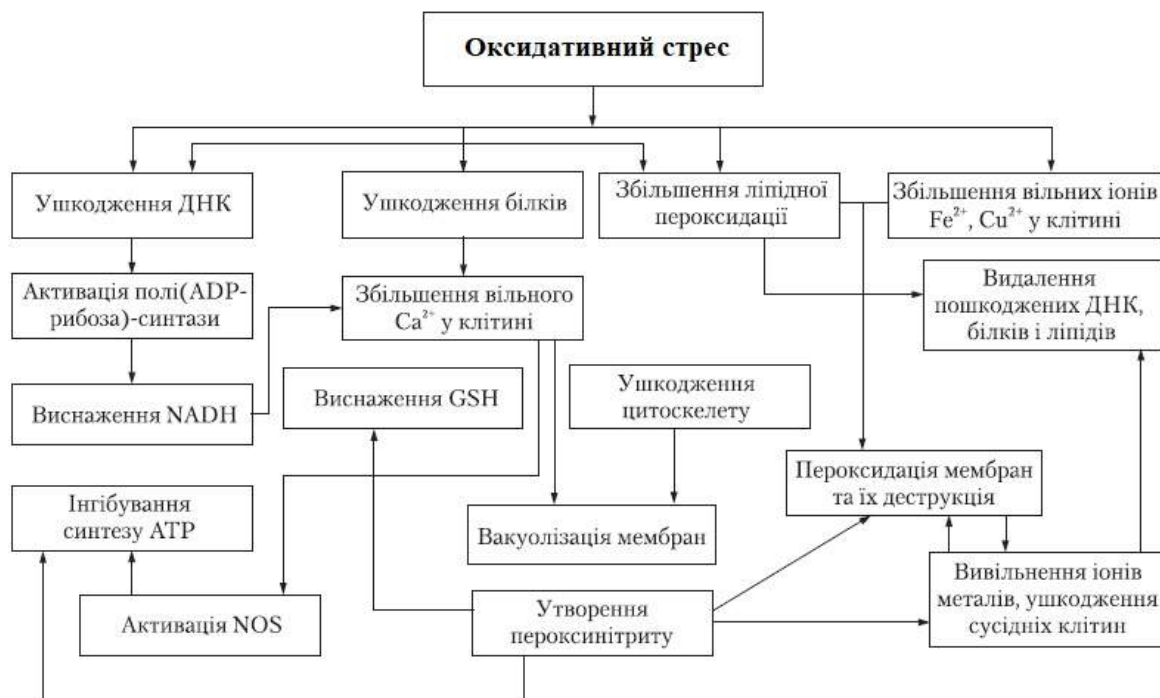 Оксидативний стрес
Ушкодження ДНК
Ушкодження білків
Збільшення ліпідної
пероксидації
Збільшення вільних іонів
Fe²⁺, Cu²⁺ у клітині
Активація полі(ADP-
рибоза)-синтази
Збільшення вільного
Ca²⁺ у клітині
Видалення
пошкоджених ДНК,
білків і ліпідів
Виснаження NADH
Виснаження GSH
Ушкодження
цитоскелету
Інгібування
синтезу ATP
Вакуолізація мембран
Пероксидація мембран
та їх деструкція
Активація NOS
Утворення
пероксинітриту
Вивільнення іонів
металів, ушкодження
сусідніх клітин